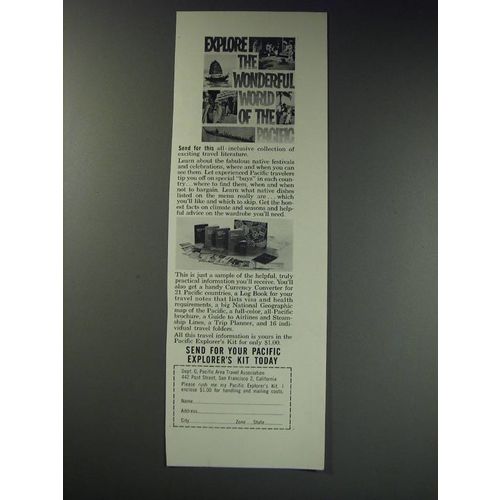 EXPLORE
THE
WONDERFUL
WORLD
OF THE
PACIFIC
Send for this all-inclusive collection of
exciting travel literature.
Learn about the fabulous native festivals
and celebrations, where and when you can
see them. Let experienced Pacific travelers
tip you off on special "buys" in each coun-
try...where to find them, when and when
not to bargain. Learn what native dishes
listed on the menu really are...which
you'll like and which to skip. Get the hon-
est facts on climate and seasons and help-
ful advice on the wardrobe you'll need.
This is just a sample of the helpful, truly
practical information you'll receive. You'll
also get a handy Currency Converter for
21 Pacific countries, a Log Book for your
travel notes that lists visa and health
requirements, a big National Geographic
map of the Pacific, a full-color, all-Pacific
brochure, a Guide to Airlines and Steam-
ship Lines, a Trip Planner, and 16 indi-
vidual travel folders.
All this travel information is yours in the
Pacific Explorer's Kit for only $1.00.
SEND FOR YOUR PACIFIC
EXPLORER'S KIT TODAY
Dept. G, Pacific Area Travel Association
442 Post Street, San Francisco 2, California
Please rush me my Pacific Explorer's Kit. I
enclose $1.00 for handling and mailing costs.
Name
Address
City Zone State